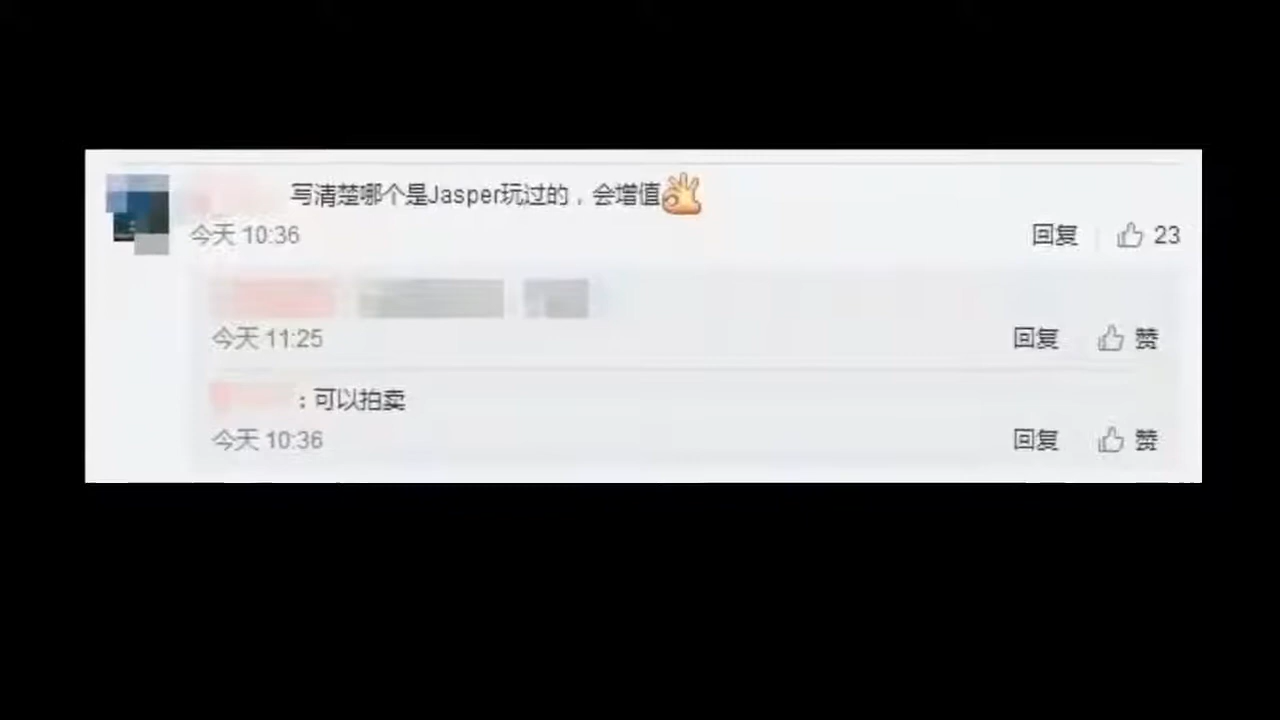 写清楚哪个是Jasper玩过的，会增值
今天 10:36 回复 23
今天 11:25 回复 赞
：可以拍卖
今天 10:36 回复 赞